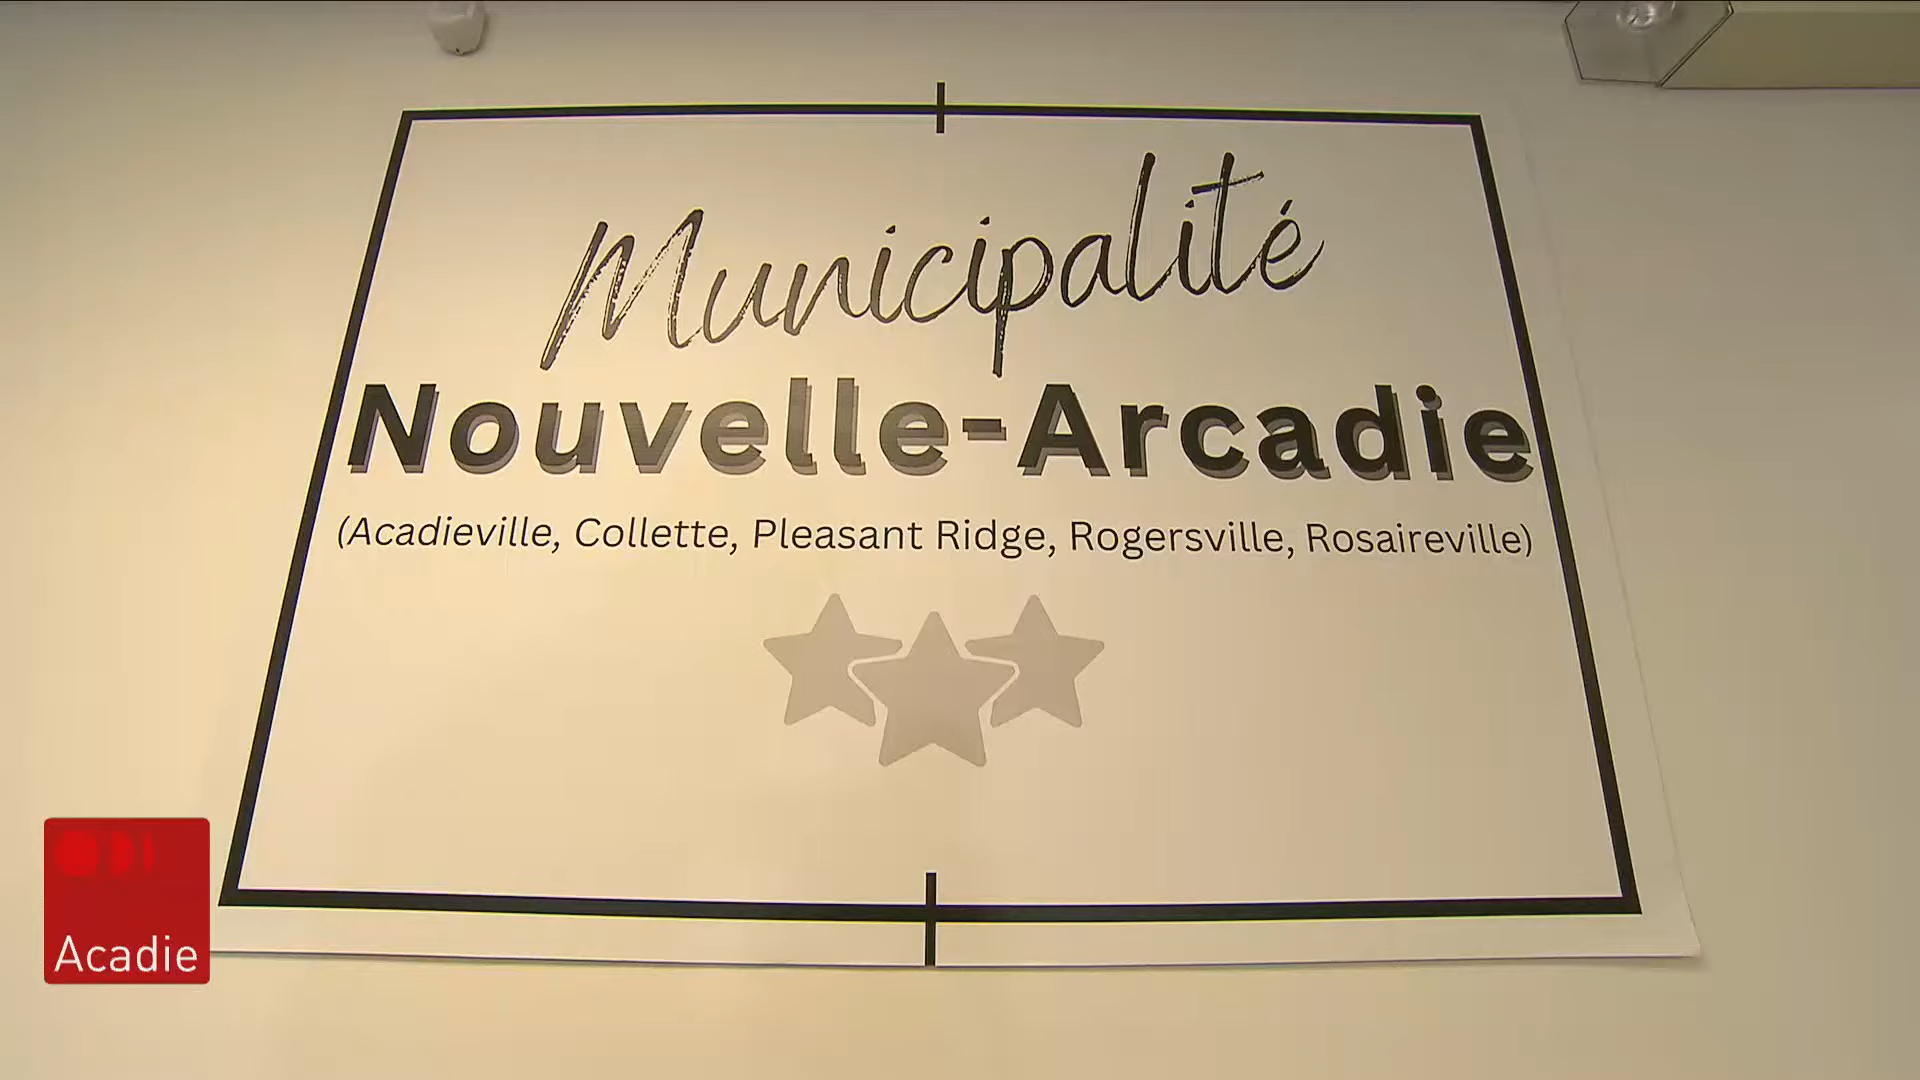 Municipalité
Nouvelle-Arcadie
(Acadieville, Collette, Pleasant Ridge, Rogersville, Rosaireville)
Acadie